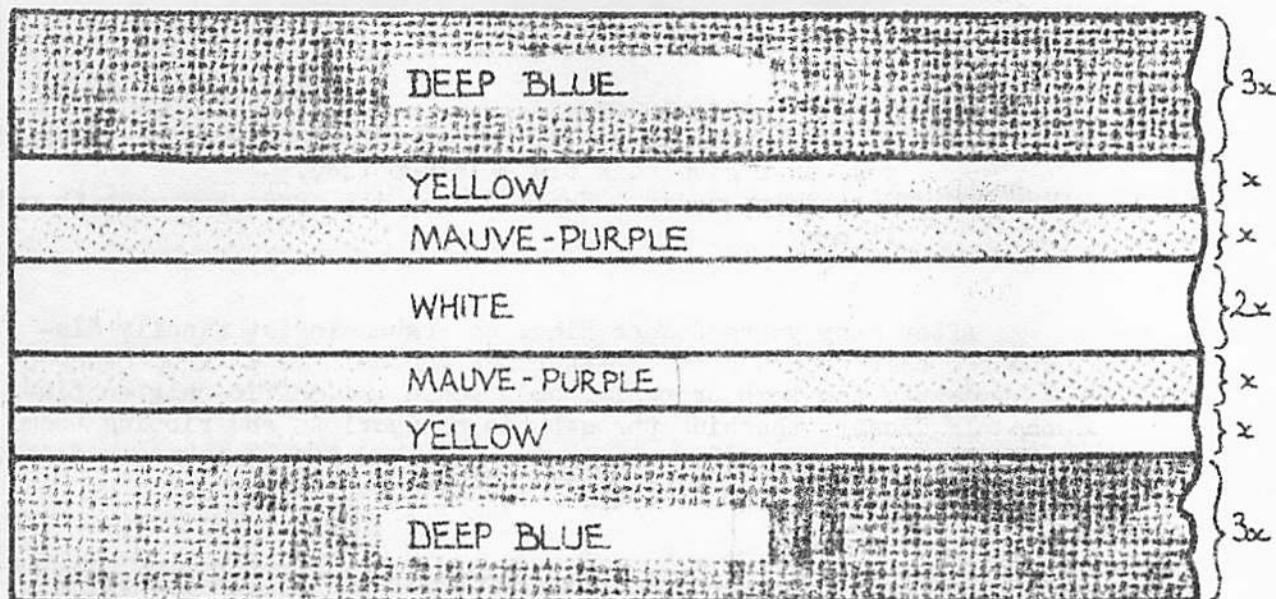 DEEP BLUE 3x
YELLOW x
MAUVE-PURPLE x
WHITE 2x
MAUVE-PURPLE x
YELLOW x
DEEP BLUE 3x